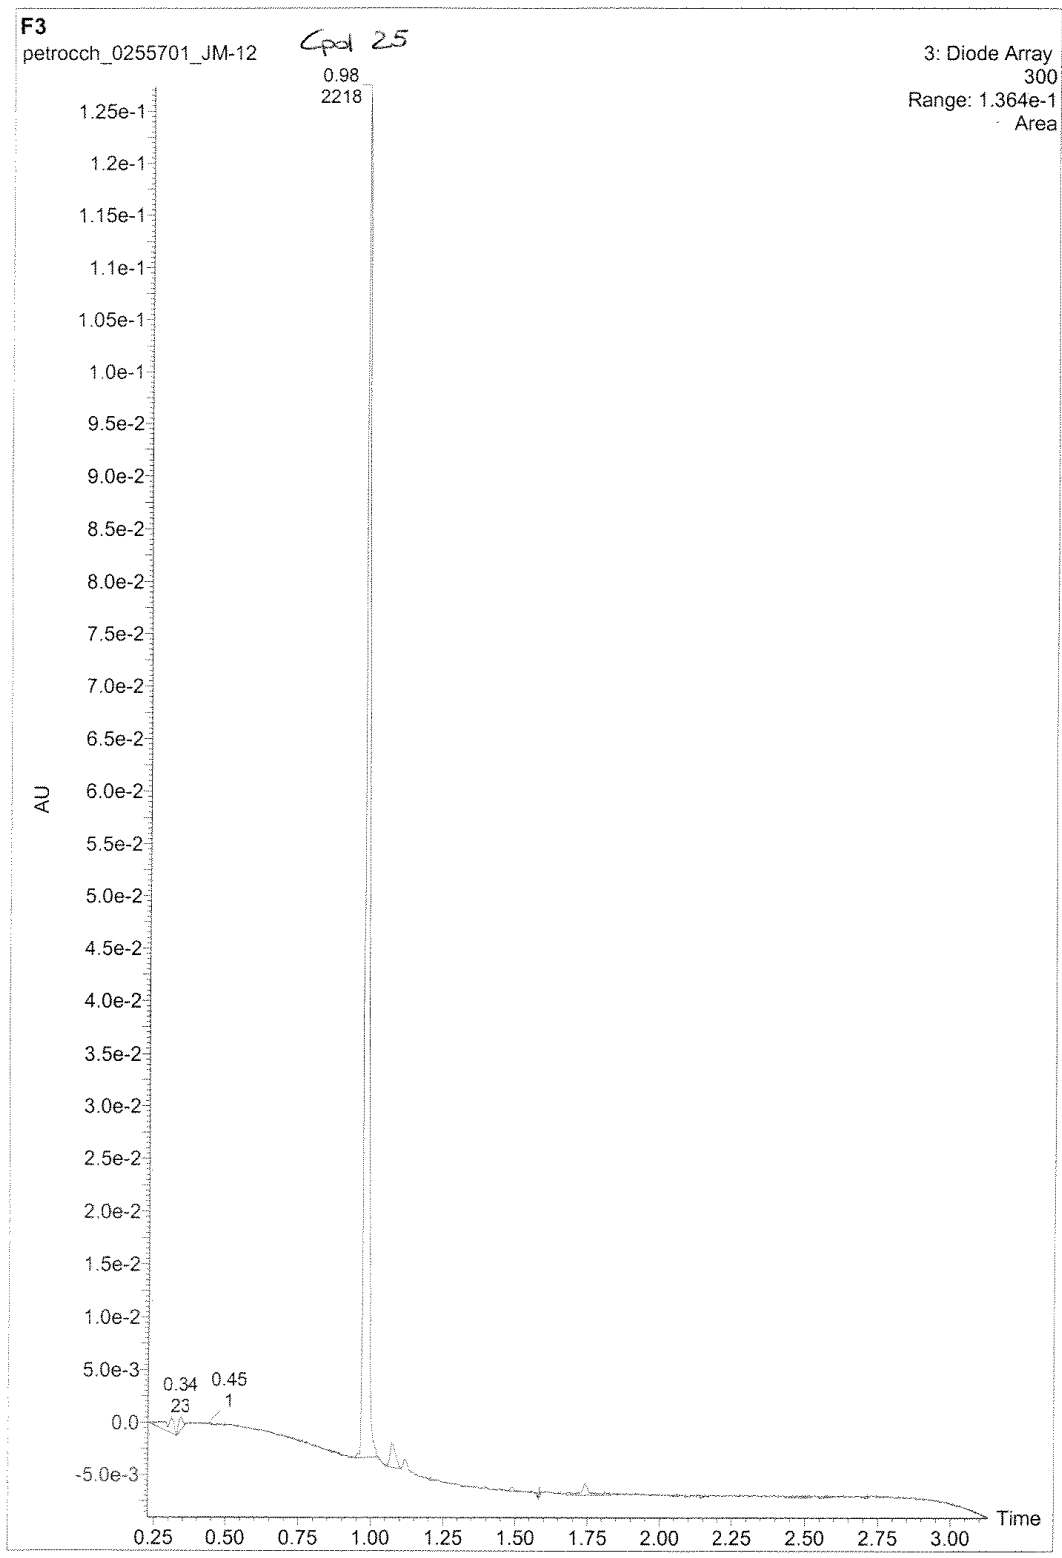 F3
petrocch_0255701_JM-12
Cpd 25
3: Diode Array
300
Range: 1.364e-1
Area
0.98
2218
1.25e-1
1.2e-1
1.15e-1
1.1e-1
1.05e-1
1.0e-1
9.5e-2
9.0e-2
8.5e-2
8.0e-2
7.5e-2
7.0e-2
6.5e-2
AU
6.0e-2
5.5e-2
5.0e-2
4.5e-2
4.0e-2
3.5e-2
3.0e-2
2.5e-2
2.0e-2
1.5e-2
1.0e-2
5.0e-3
0.34
23
0.45
1
0.0
-5.0e-3
Time
0.25 0.50 0.75 1.00 1.25 1.50 1.75 2.00 2.25 2.50 2.75 3.00